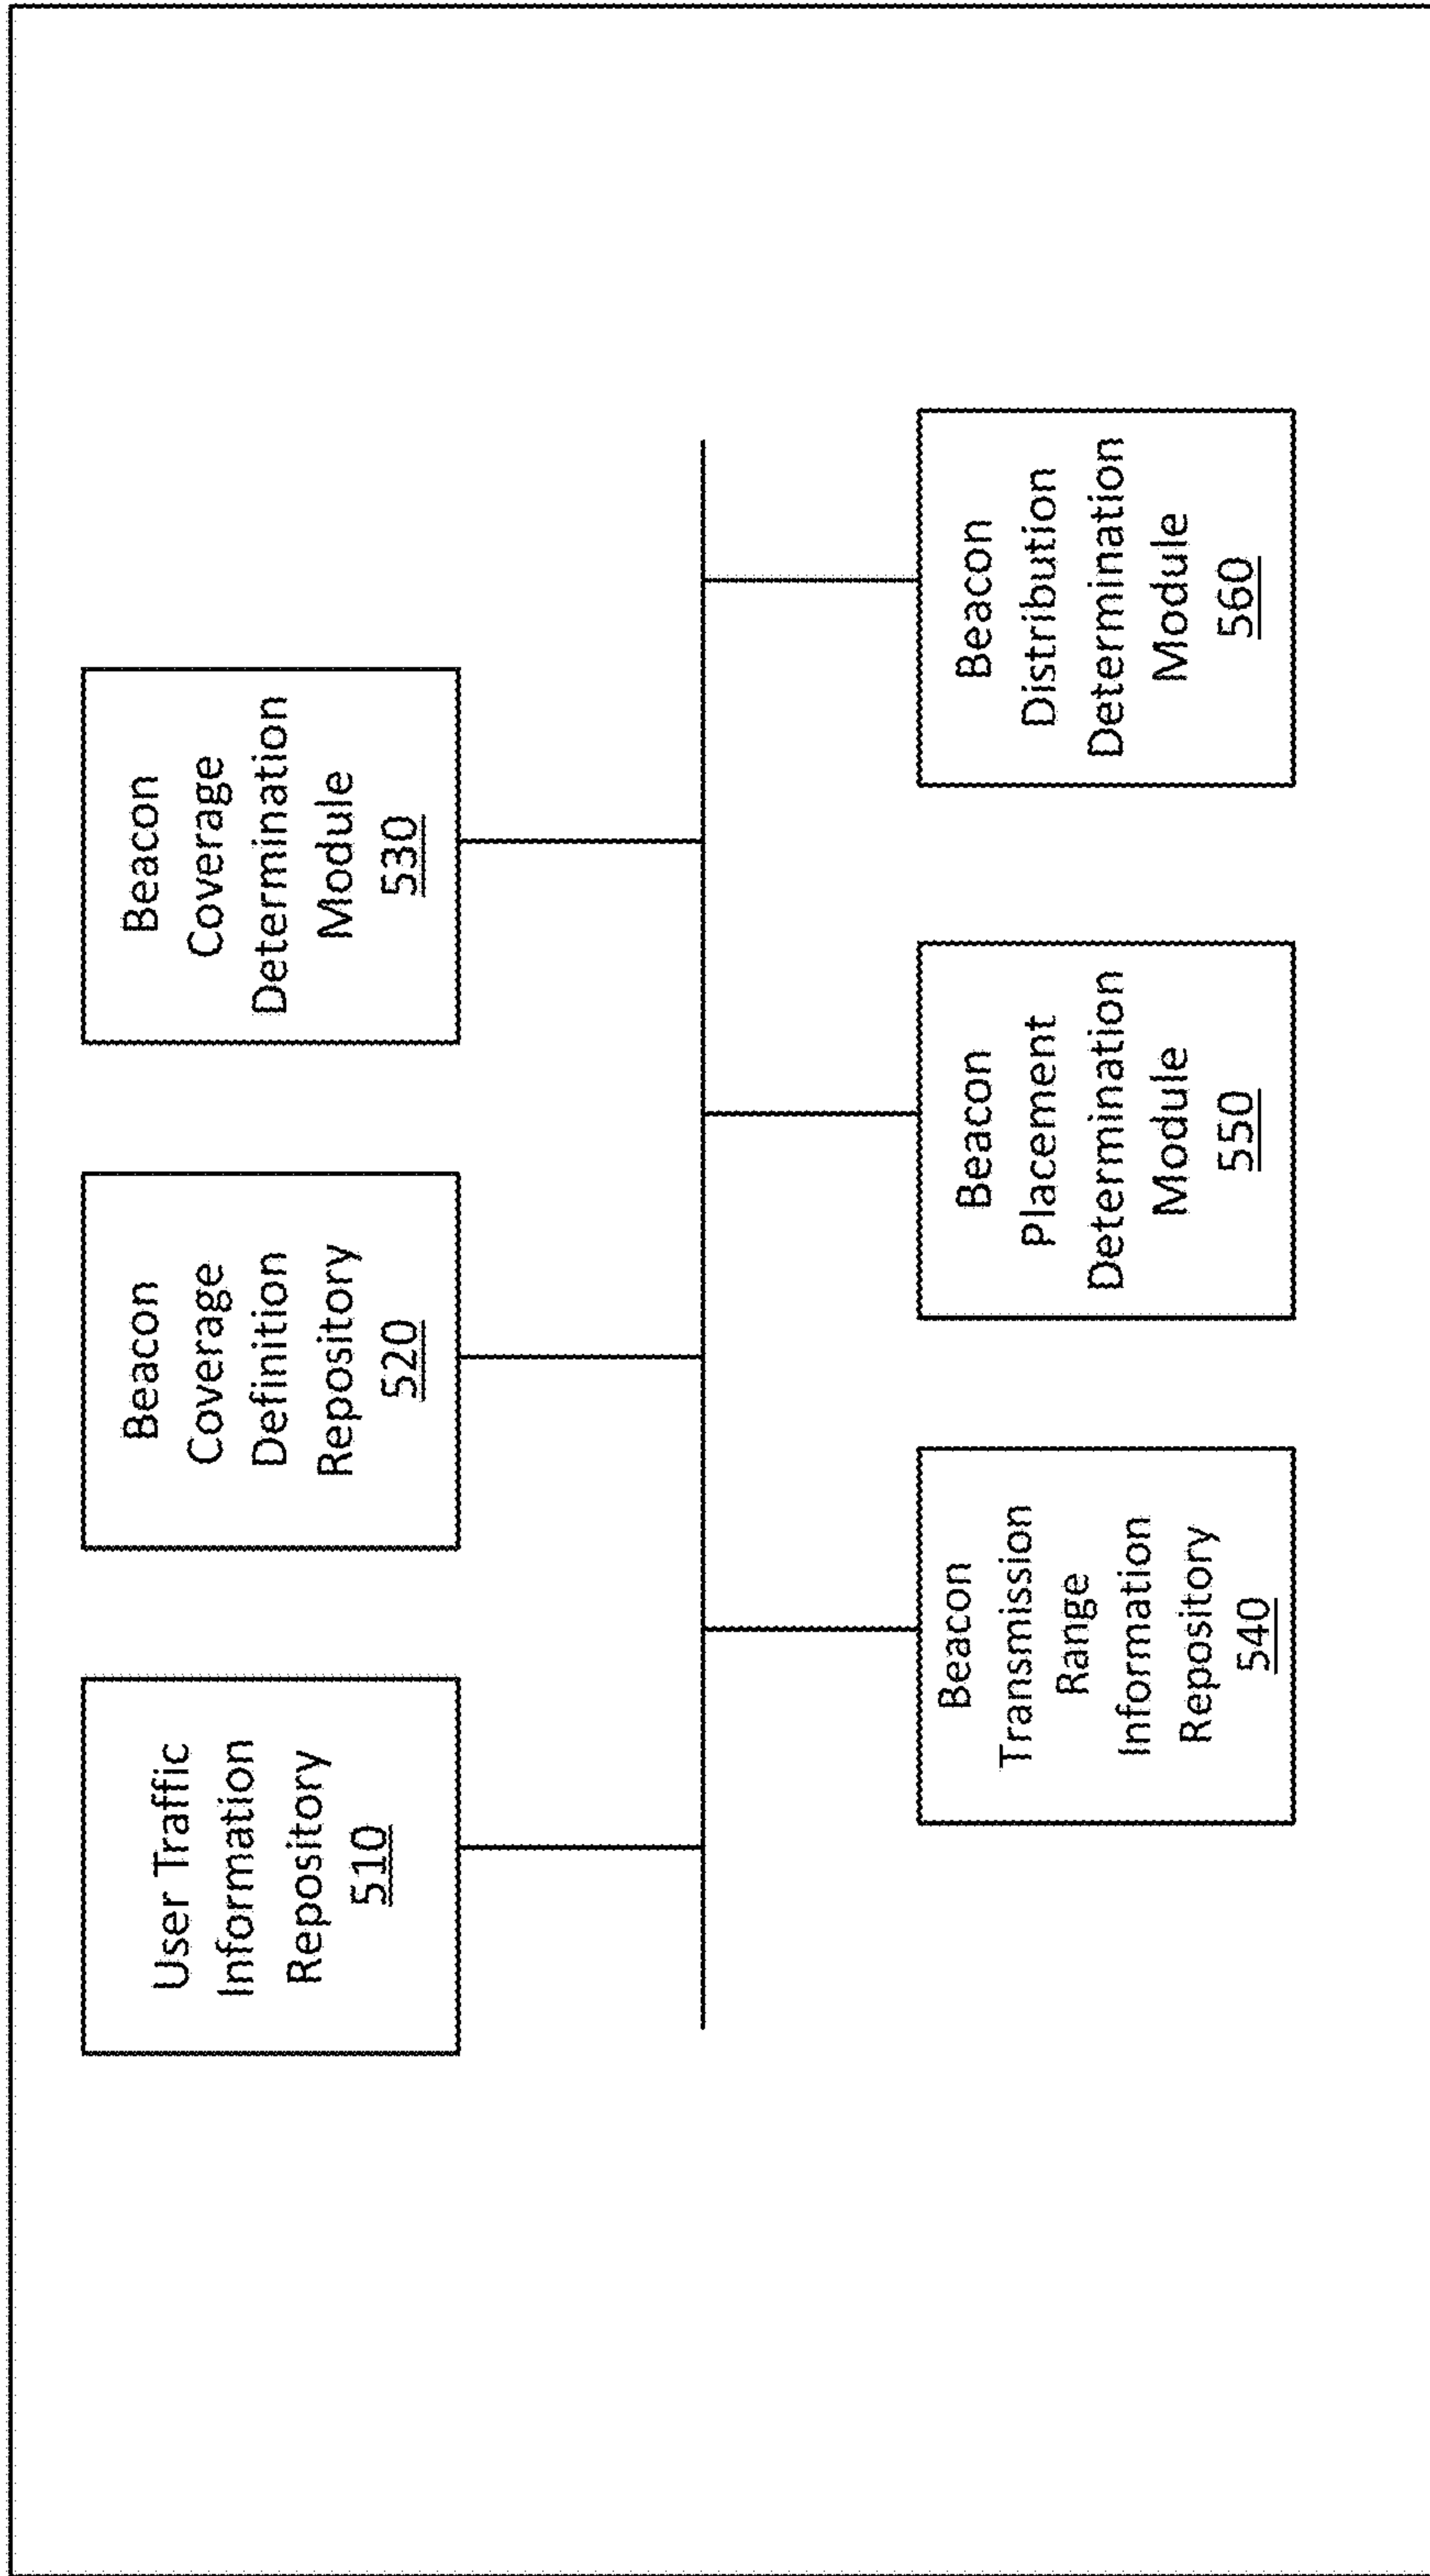 User Traffic
Information
Repository
510
Beacon
Coverage
Definition
Repository
520
Beacon
Coverage
Determination
Module
530
Beacon
Transmission
Range
Information
Repository
540
Beacon
Placement
Determination
Module
550
Beacon
Distribution
Determination
Module
560